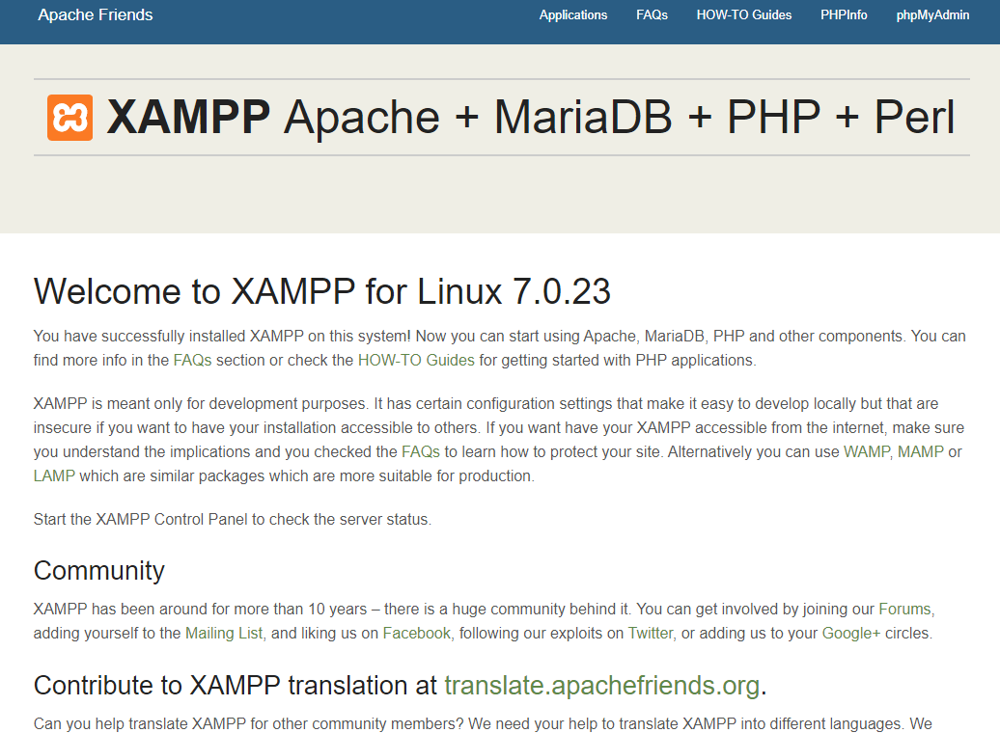 Apache Friends
Applications FAQs HOW-TO Guides PHPInfo phpMyAdmin
XAMPP Apache + MariaDB + PHP + Perl
Welcome to XAMPP for Linux 7.0.23
You have successfully installed XAMPP on this system! Now you can start using Apache, MariaDB, PHP and other components. You can
find more info in the FAQs section or check the HOW-TO Guides for getting started with PHP applications.
XAMPP is meant only for development purposes. It has certain configuration settings that make it easy to develop locally but that are
insecure if you want to have your installation accessible to others. If you want have your XAMPP accessible from the internet, make sure
you understand the implications and you checked the FAQs to learn how to protect your site. Alternatively you can use WAMP, MAMP or
LAMP which are similar packages which are more suitable for production.
Start the XAMPP Control Panel to check the server status.
Community
XAMPP has been around for more than 10 years – there is a huge community behind it. You can get involved by joining our Forums,
adding yourself to the Mailing List, and liking us on Facebook, following our exploits on Twitter, or adding us to your Google+ circles.
Contribute to XAMPP translation at translate.apachefriends.org.
Can you help translate XAMPP for other community members? We need your help to translate XAMPP into different languages. We